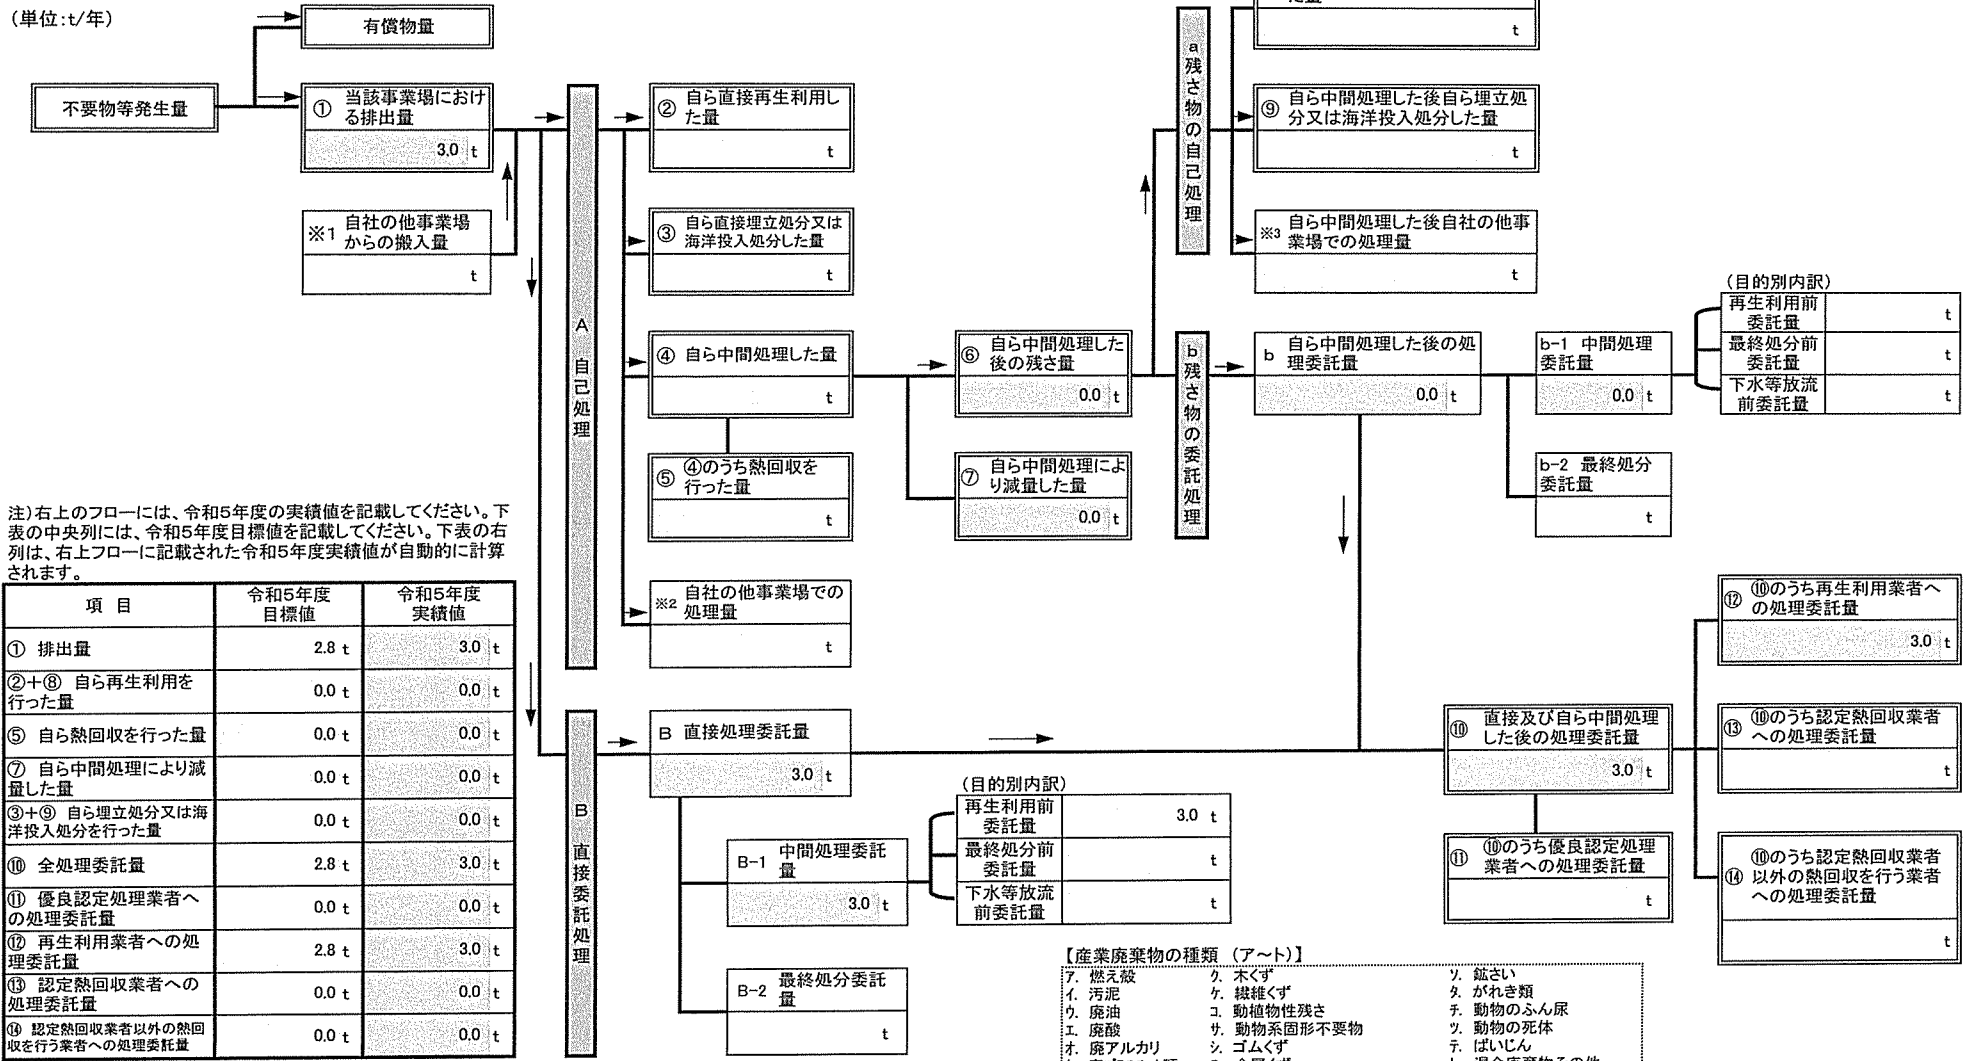 (単位:t/年)
有償物量
不要物等発生量
① 当該事業場におけ
る排出量
3.0 t
※1 自社の他事業場
からの搬入量
t
A 自己処理
② 自ら直接再生利用し
た量
t
③ 自ら直接埋立処分又は
海洋投入処分した量
t
④ 自ら中間処理した量
t
⑤ ④のうち熱回収を
行った量
t
※2 自社の他事業場での
処理量
t
⑥ 自ら中間処理した
後の残さ量
0.0 t
⑦ 自ら中間処理によ
り減量した量
0.0 t
a 残さ物の自己処理
t
⑨ 自ら中間処理した後自ら埋立処
分又は海洋投入処分した量
t
※3 自ら中間処理した後自社の他事
業場での処理量
t
b 残さ物の委託処理
b 自ら中間処理した後の処
理委託量
0.0 t
b-1 中間処理
委託量
0.0 t
(目的別内訳)
再生利用前
委託量 t
最終処分前
委託量 t
下水等放流
前委託量 t
b-2 最終処分
委託量
t
注)右上のフローには、令和5年度の実績値を記載してください。下
表の中央列には、令和5年度目標値を記載してください。下表の右
列は、右上フローに記載された令和5年度実績値が自動的に計算
されます。
項 目 令和5年度
目標値 令和5年度
実績値
① 排出量 2.8 t 3.0 t
②+⑧ 自ら再生利用を
行った量 0.0 t 0.0 t
⑤ 自ら熱回収を行った量 0.0 t 0.0 t
⑦ 自ら中間処理により減
量した量 0.0 t 0.0 t
③+⑨ 自ら埋立処分又は海
洋投入処分を行った量 0.0 t 0.0 t
⑩ 全処理委託量 2.8 t 3.0 t
⑪ 優良認定処理業者へ
の処理委託量 0.0 t 0.0 t
⑫ 再生利用業者への処
理委託量 2.8 t 3.0 t
⑬ 認定熱回収業者への
処理委託量 0.0 t 0.0 t
⑭ 認定熱回収業者以外の熱回
収を行う業者への処理委託量 0.0 t 0.0 t
B 直接委託処理
B 直接処理委託量
3.0 t
B-1 中間処理委託
量
3.0 t
(目的別内訳)
再生利用前
委託量 3.0 t
最終処分前
委託量 t
下水等放流
前委託量 t
B-2 最終処分委託
量
t
⑩ 直接及び自ら中間処理
した後の処理委託量
3.0 t
⑪ ⑩のうち優良認定処理
業者への処理委託量
t
⑫ ⑩のうち再生利用業者へ
の処理委託量
3.0 t
⑬ ⑩のうち認定熱回収業者
への処理委託量
t
⑭ ⑩のうち認定熱回収業者
以外の熱回収を行う業者
への処理委託量
t
【産業廃棄物の種類 (ア~ト)】
ア. 燃え殻 ク. 木くず ソ. 鉱さい
イ. 汚泥 ケ. 繊維くず タ. がれき類
ウ. 廃油 コ. 動植物性残さ チ. 動物のふん尿
エ. 廃酸 サ. 動物系固形不要物 ツ. 動物の死体
オ. 廃アルカリ シ. ゴムくず テ. ばいじん